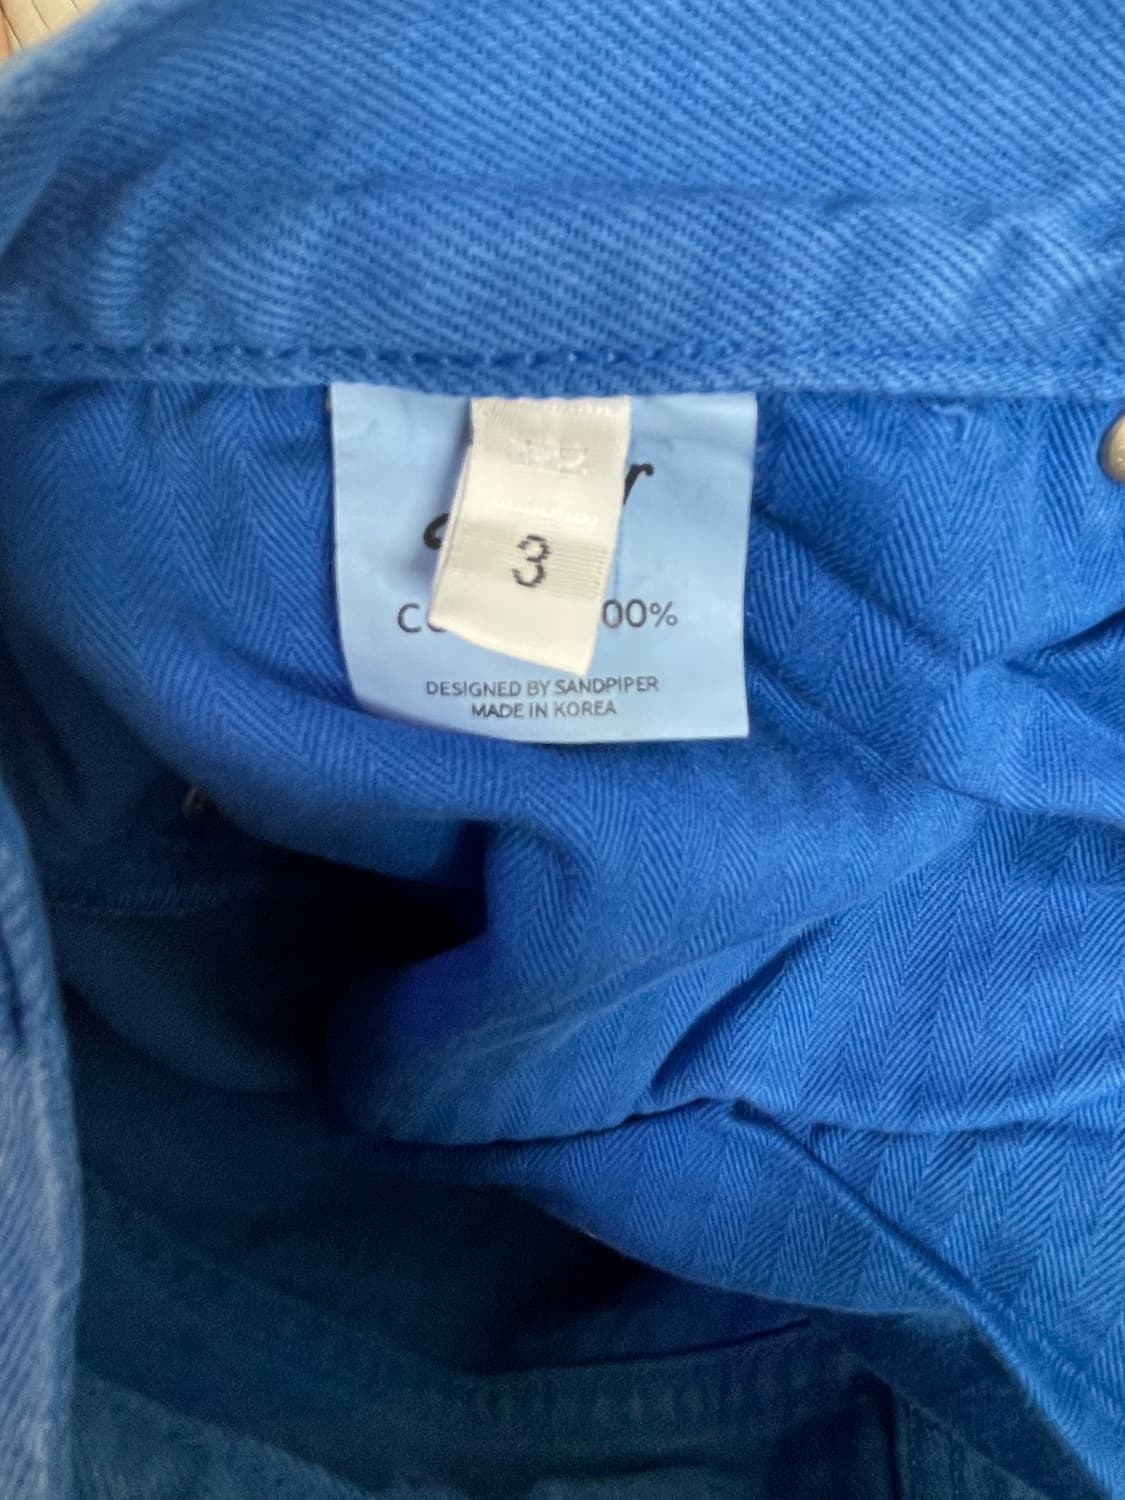 3
00%
DESIGNED BY SANDPIPER
MADE IN KOREA